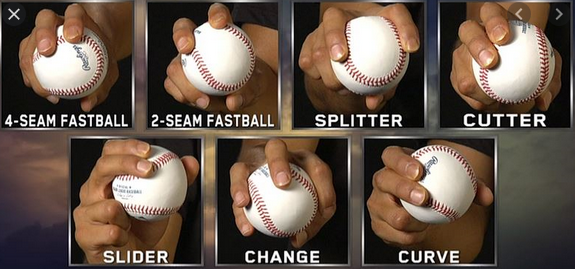 4-SEAM FASTBALL
2-SEAM FASTBALL
SPLITTER
CUTTER
SLIDER
CHANGE
CURVE